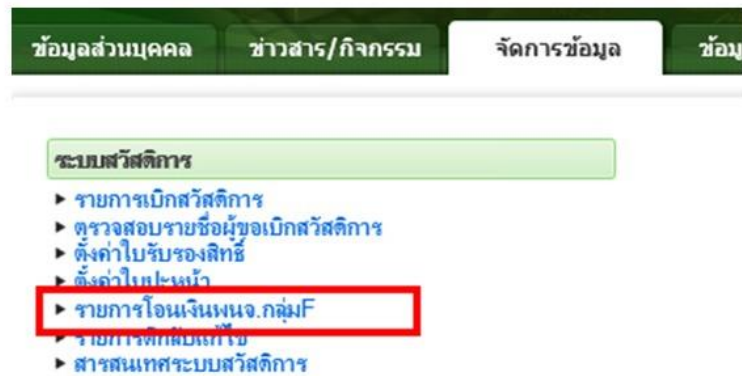 ข้อมูลส่วนบุคคล ข่าวสาร/กิจกรรม จัดการข้อมูล
ระบบสวัสดิการ
รายการเบิกสวัสดิการ
ตรวจสอบรายชื่อผู้ขอเบิกสวัสดิการ
ตั้งค่าใบรับรองสิทธิ์
ตั้งค่าใบปะหน้า
รายการโอนเงินพนจ.กลุ่มF
รายการตีกลับแก้ไข
สารสนเทศระบบสวัสดิการ